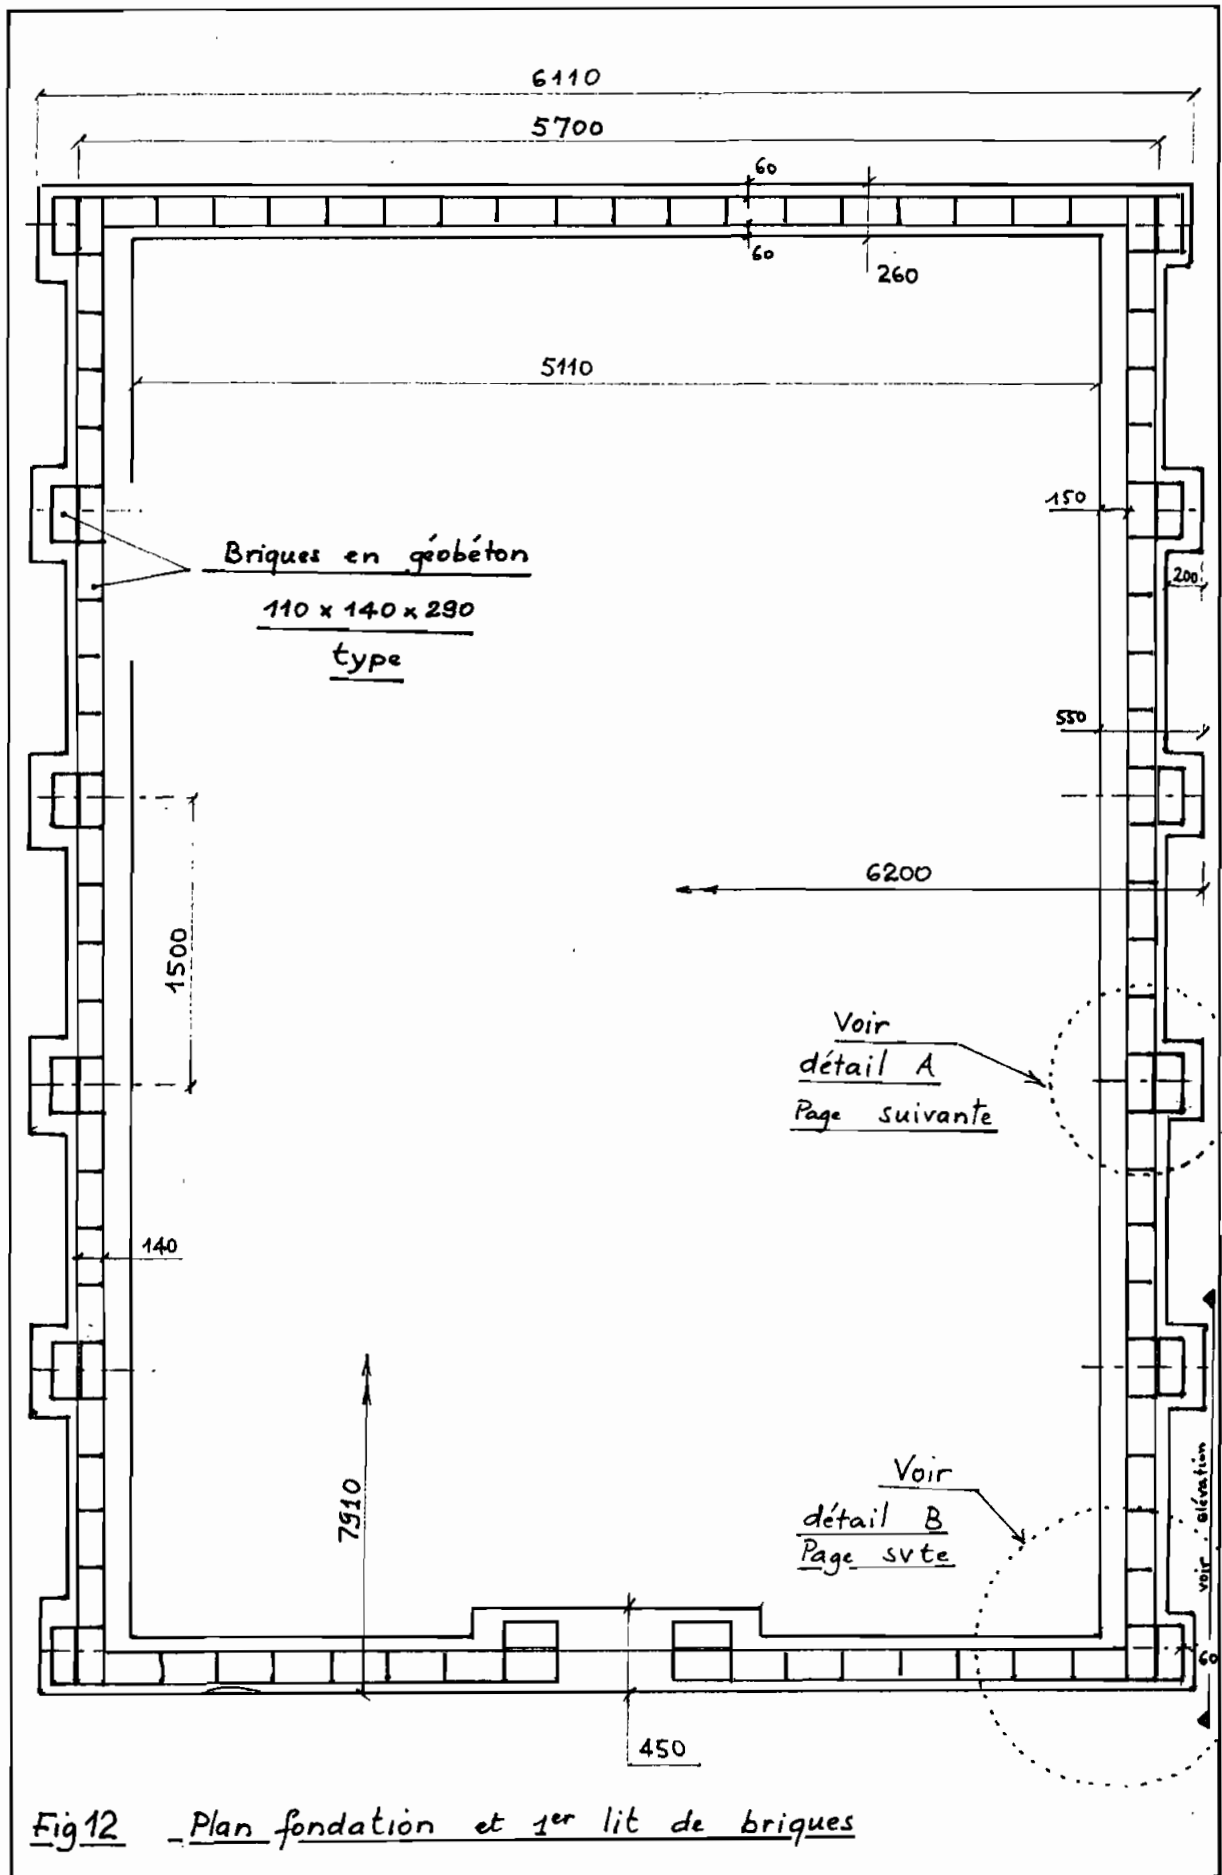 6110
5700
60
60
260
5110
150
Briques en géobéton
110 x 140 x 290
type
200
550
6200
1500
Voir
détail A
Page suivante
140
7910
Voir
détail B
Page svte
voir élévation
60
450
Fig 12 - Plan fondation et 1er lit de briques